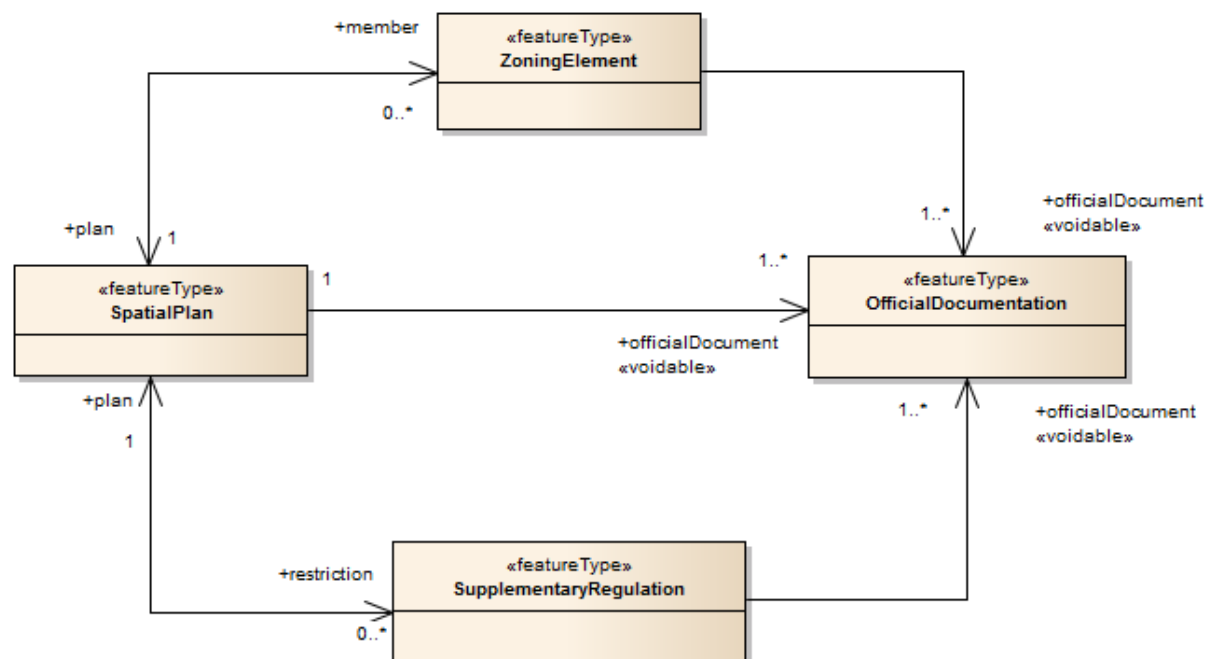 +member
«featureType»
ZoningElement
0..*
+plan
1
1..*
+officialDocument
«voidable»
«featureType»
SpatialPlan
1
1..*
+officialDocument
«voidable»
«featureType»
OfficialDocumentation
+plan
1
1..*
+officialDocument
«voidable»
+restriction
0..*
«featureType»
SupplementaryRegulation